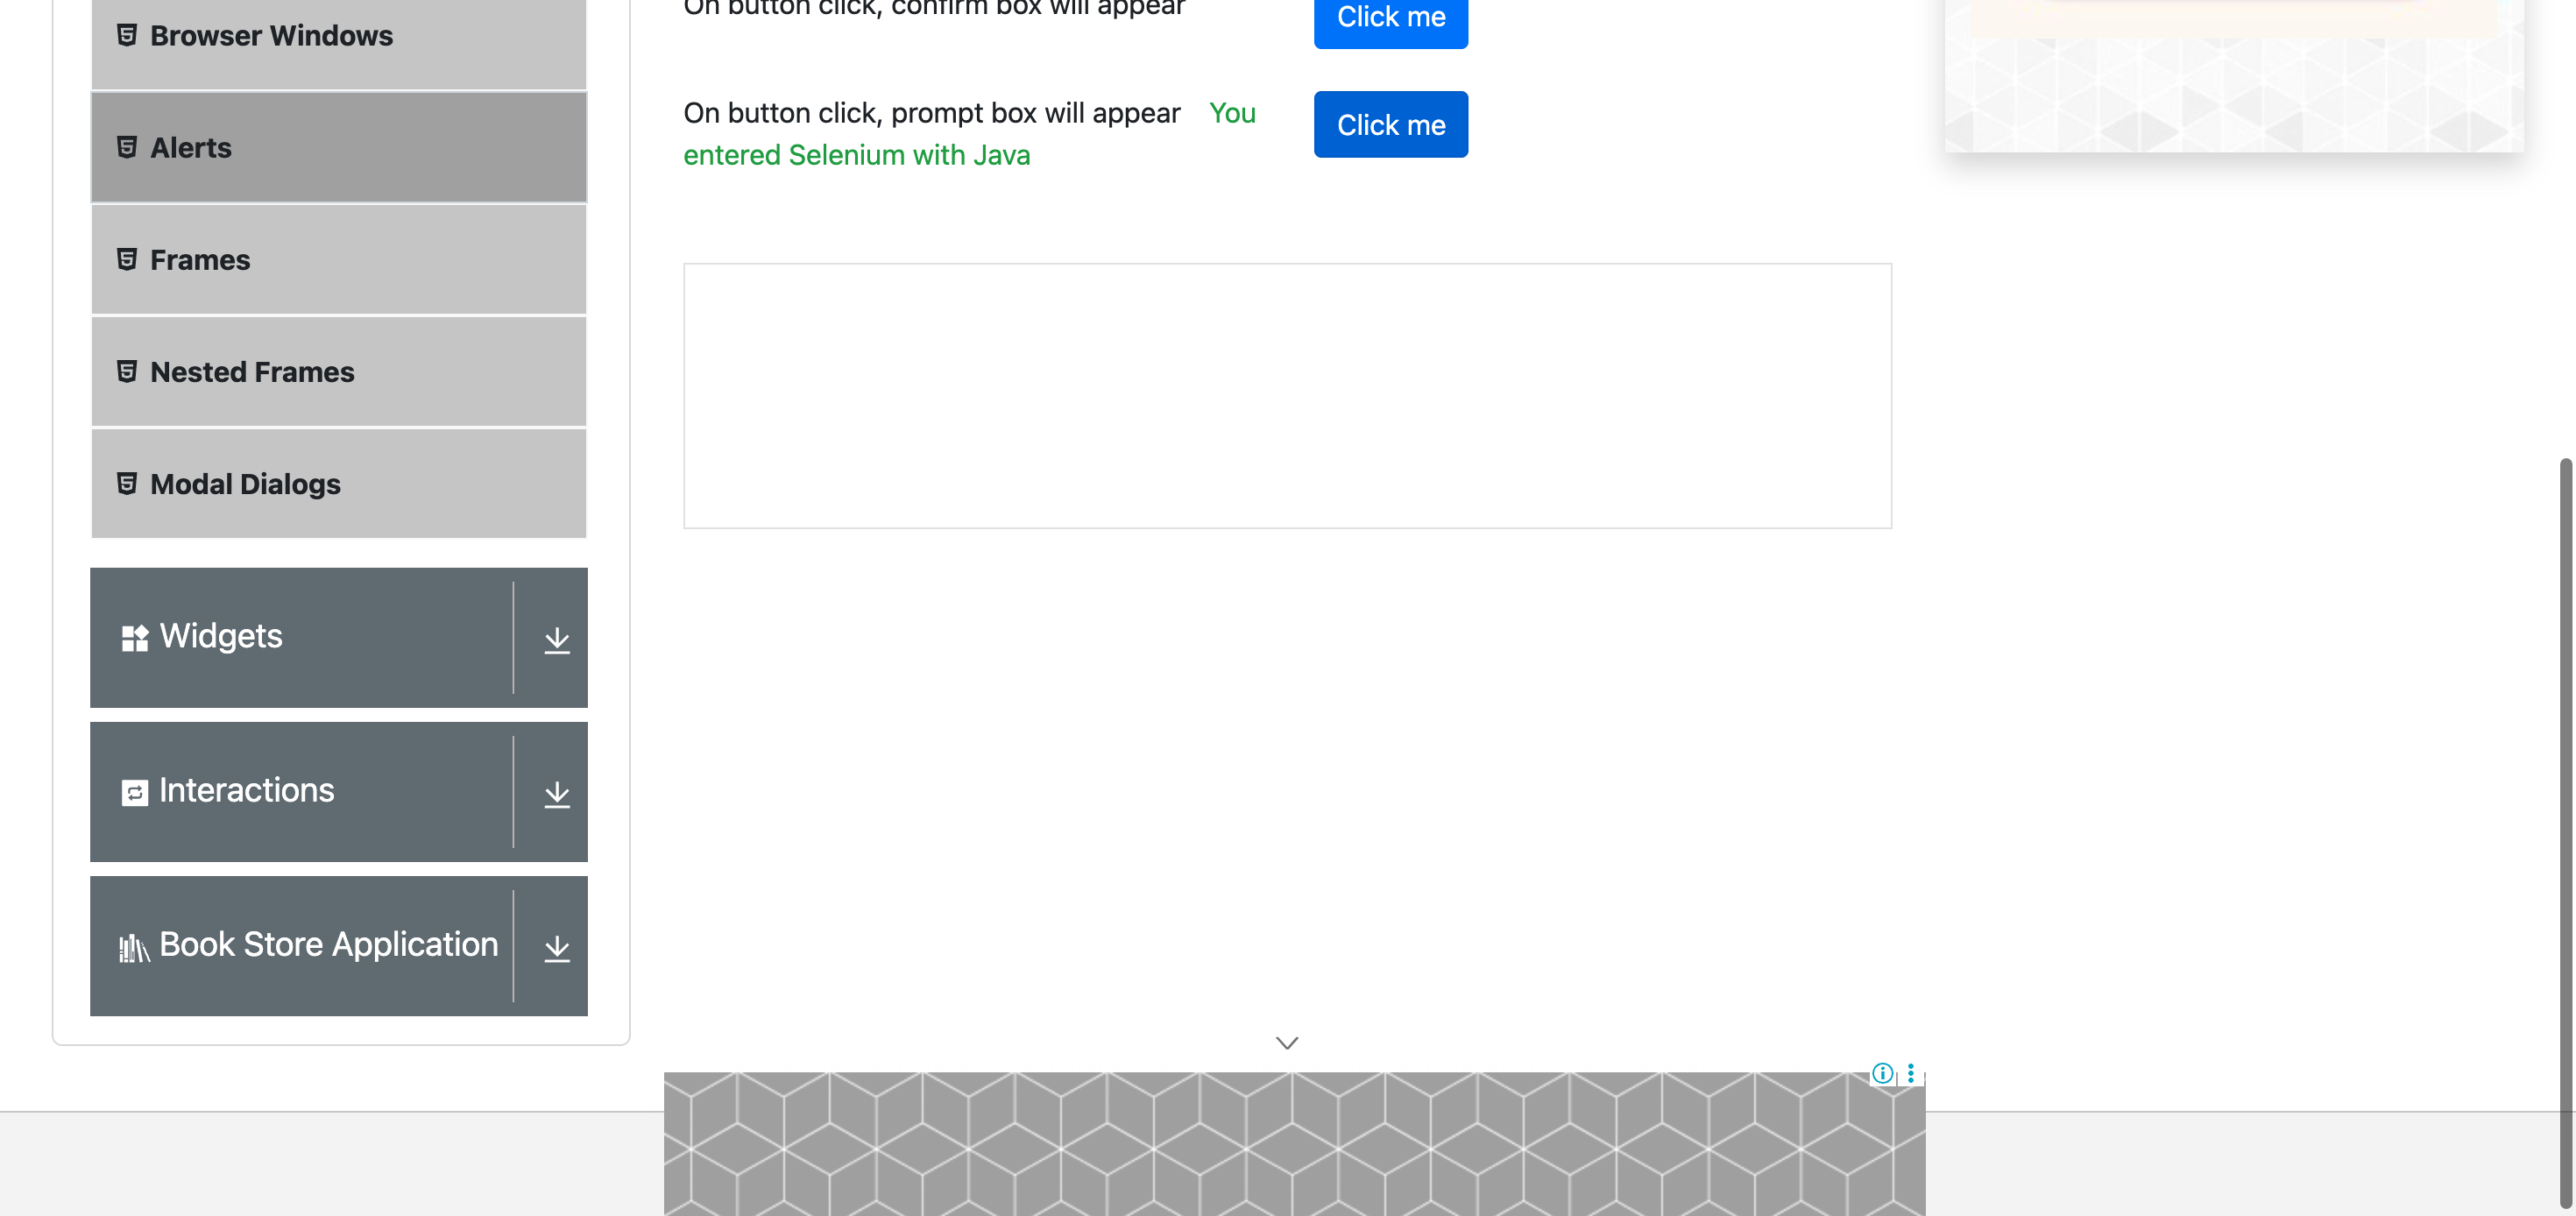 Browser Windows
Alerts
Frames
Nested Frames
Modal Dialogs
Widgets
Interactions
Book Store Application
On button click, confirm box will appear
Click me
On button click, prompt box will appear You
entered Selenium with Java
Click me